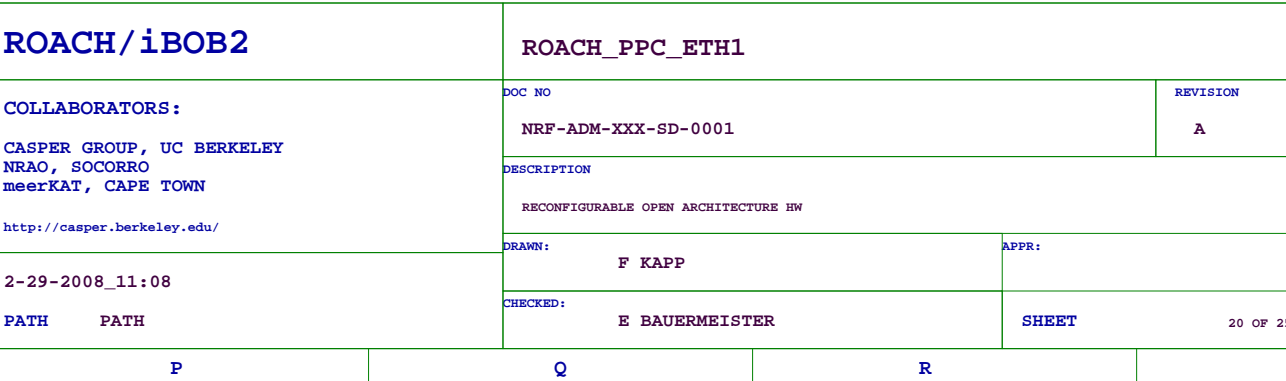 ROACH/iBOB2
ROACH_PPC_ETH1
COLLABORATORS:
CASPER GROUP, UC BERKELEY
NRAO, SOCORRO
meerKAT, CAPE TOWN
http://casper.berkeley.edu/
DOC NO
NRF-ADM-XXX-SD-0001
REVISION
A
DESCRIPTION
RECONFIGURABLE OPEN ARCHITECTURE HW
2-29-2008_11:08
PATH PATH
DRAWN:
F KAPP
APPR:
CHECKED:
E BAUERMEISTER
SHEET
20 OF
P Q R